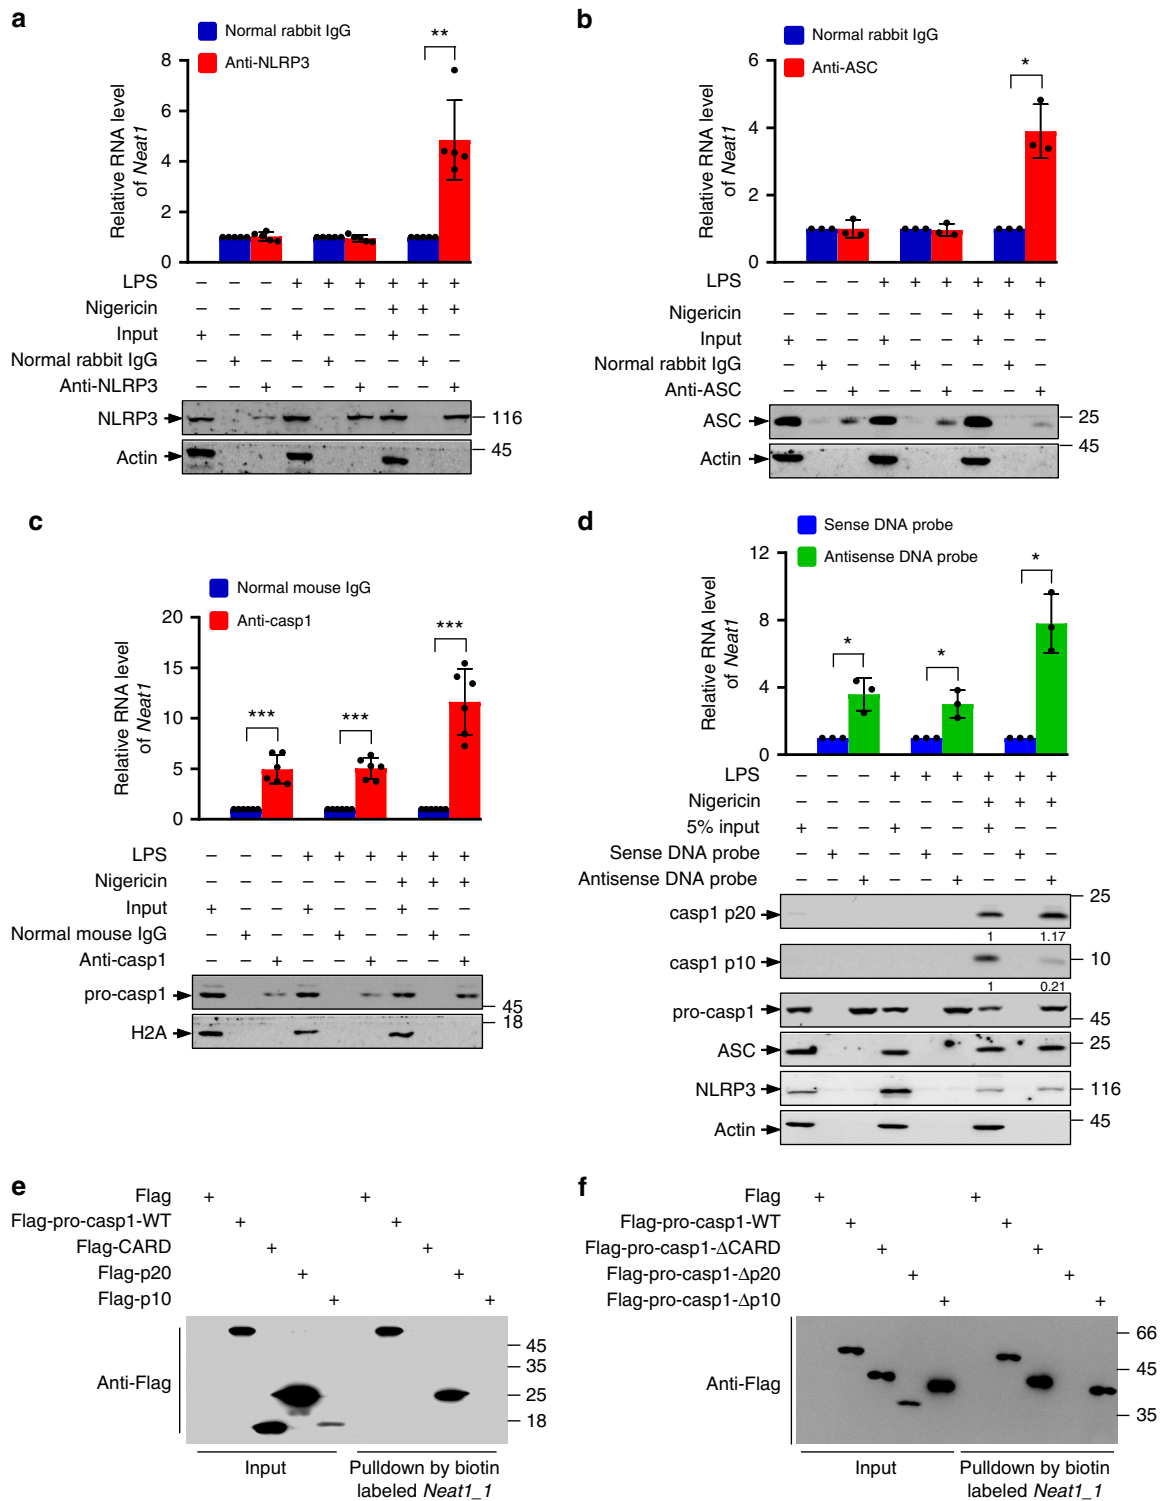 a
Normal rabbit IgG
Anti-NLRP3
**
Relative RNA level
of Neat1
8
6
4
2
0
LPS − − − + + + + + +
Nigericin − − − − − − + + +
Input + − − + − − + − −
Normal rabbit IgG − + − − + − − + −
Anti-NLRP3 − − + − − + − − +
NLRP3
116
Actin
45
b
Normal rabbit IgG
Anti-ASC
*
Relative RNA level
of Neat1
6
4
2
0
LPS − − − + + + + + +
Nigericin − − − − − − + + +
Input + − − + − − + − −
Normal rabbit IgG − + − − + − − + −
Anti-ASC − − + − − + − − +
ASC
25
Actin
45
c
Normal mouse IgG
Anti-casp1
*** *** ***
Relative RNA level
of Neat1
20
15
10
5
0
LPS − − − + + + + + +
Nigericin − − − − − − + + +
Input + − − + − − + − −
Normal mouse IgG − + − − + − − + −
Anti-casp1 − − + − − + − − +
pro-casp1
45
H2A
18
d
Sense DNA probe
Antisense DNA probe
* * *
Relative RNA level
of Neat1
12
8
4
0
LPS − − − + + + + + +
Nigericin − − − − − − + + +
5% input + − − + − − + − −
Sense DNA probe − + − − + − − + −
Antisense DNA probe − − + − − + − − +
casp1 p20
25
1 1.17
casp1 p10
10
1 0.21
pro-casp1
45
ASC
25
NLRP3
116
Actin
45
e
Flag + +
Flag-pro-casp1-WT + +
Flag-CARD + +
Flag-p20 + +
Flag-p10 + +
Anti-Flag
45
35
25
18
Input
Pulldown by biotin
labeled Neat1_1
f
Flag + +
Flag-pro-casp1-WT + +
Flag-pro-casp1-ΔCARD + +
Flag-pro-casp1-Δp20 + +
Flag-pro-casp1-Δp10 + +
Anti-Flag
66
45
35
Input
Pulldown by biotin
labeled Neat1_1